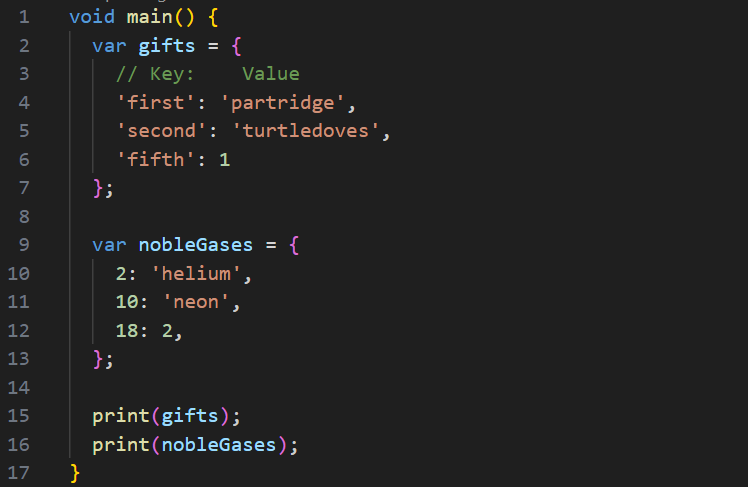 1 void main() {
2 var gifts = {
3 // Key:    Value
4 'first': 'partridge',
5 'second': 'turtledoves',
6 'fifth': 1
7 };
8
9 var nobleGases = {
10 2: 'helium',
11 10: 'neon',
12 18: 2,
13 };
14
15 print(gifts);
16 print(nobleGases);
17 }